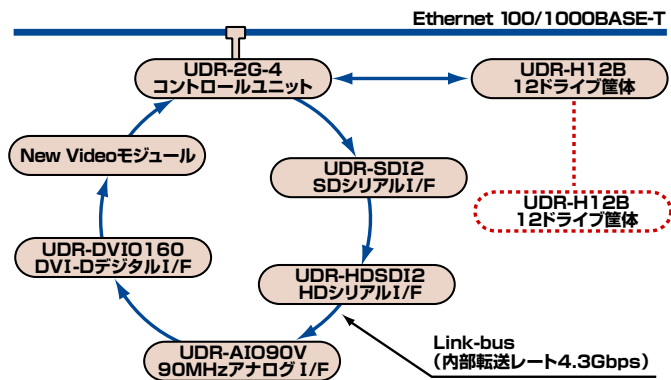 Ethernet 100/1000BASE-T
UDR-2G-4
コントロールユニット
UDR-H12B
12ドライブ筐体
New Videoモジュール
UDR-SDI2
SDシリアルI/F
UDR-H12B
12ドライブ筐体
UDR-DVIO160
DVI-DデジタルI/F
UDR-HDSDI2
HDシリアルI/F
UDR-AIO90V
90MHzアナログI/F
Link-bus
（内部転送レート4.3Gbps）